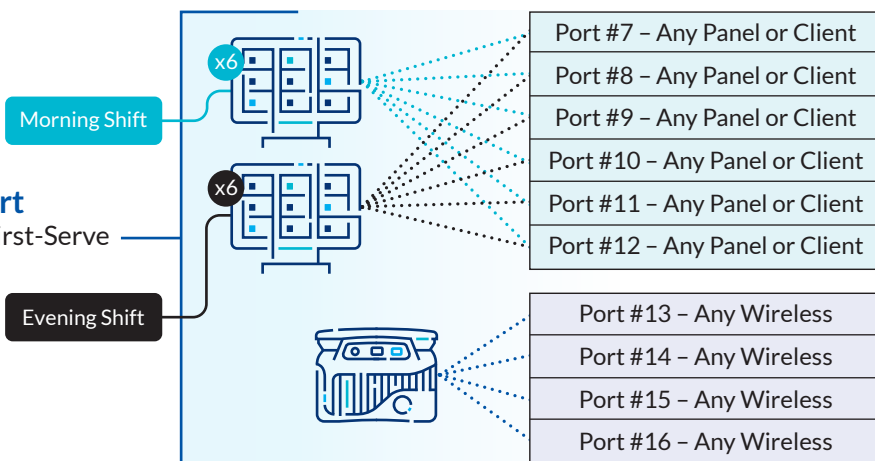 x6
Morning Shift
x6
rt
irst-Serve
Evening Shift
Port #7 – Any Panel or Client
Port #8 – Any Panel or Client
Port #9 – Any Panel or Client
Port #10 – Any Panel or Client
Port #11 – Any Panel or Client
Port #12 – Any Panel or Client
Port #13 – Any Wireless
Port #14 – Any Wireless
Port #15 – Any Wireless
Port #16 – Any Wireless